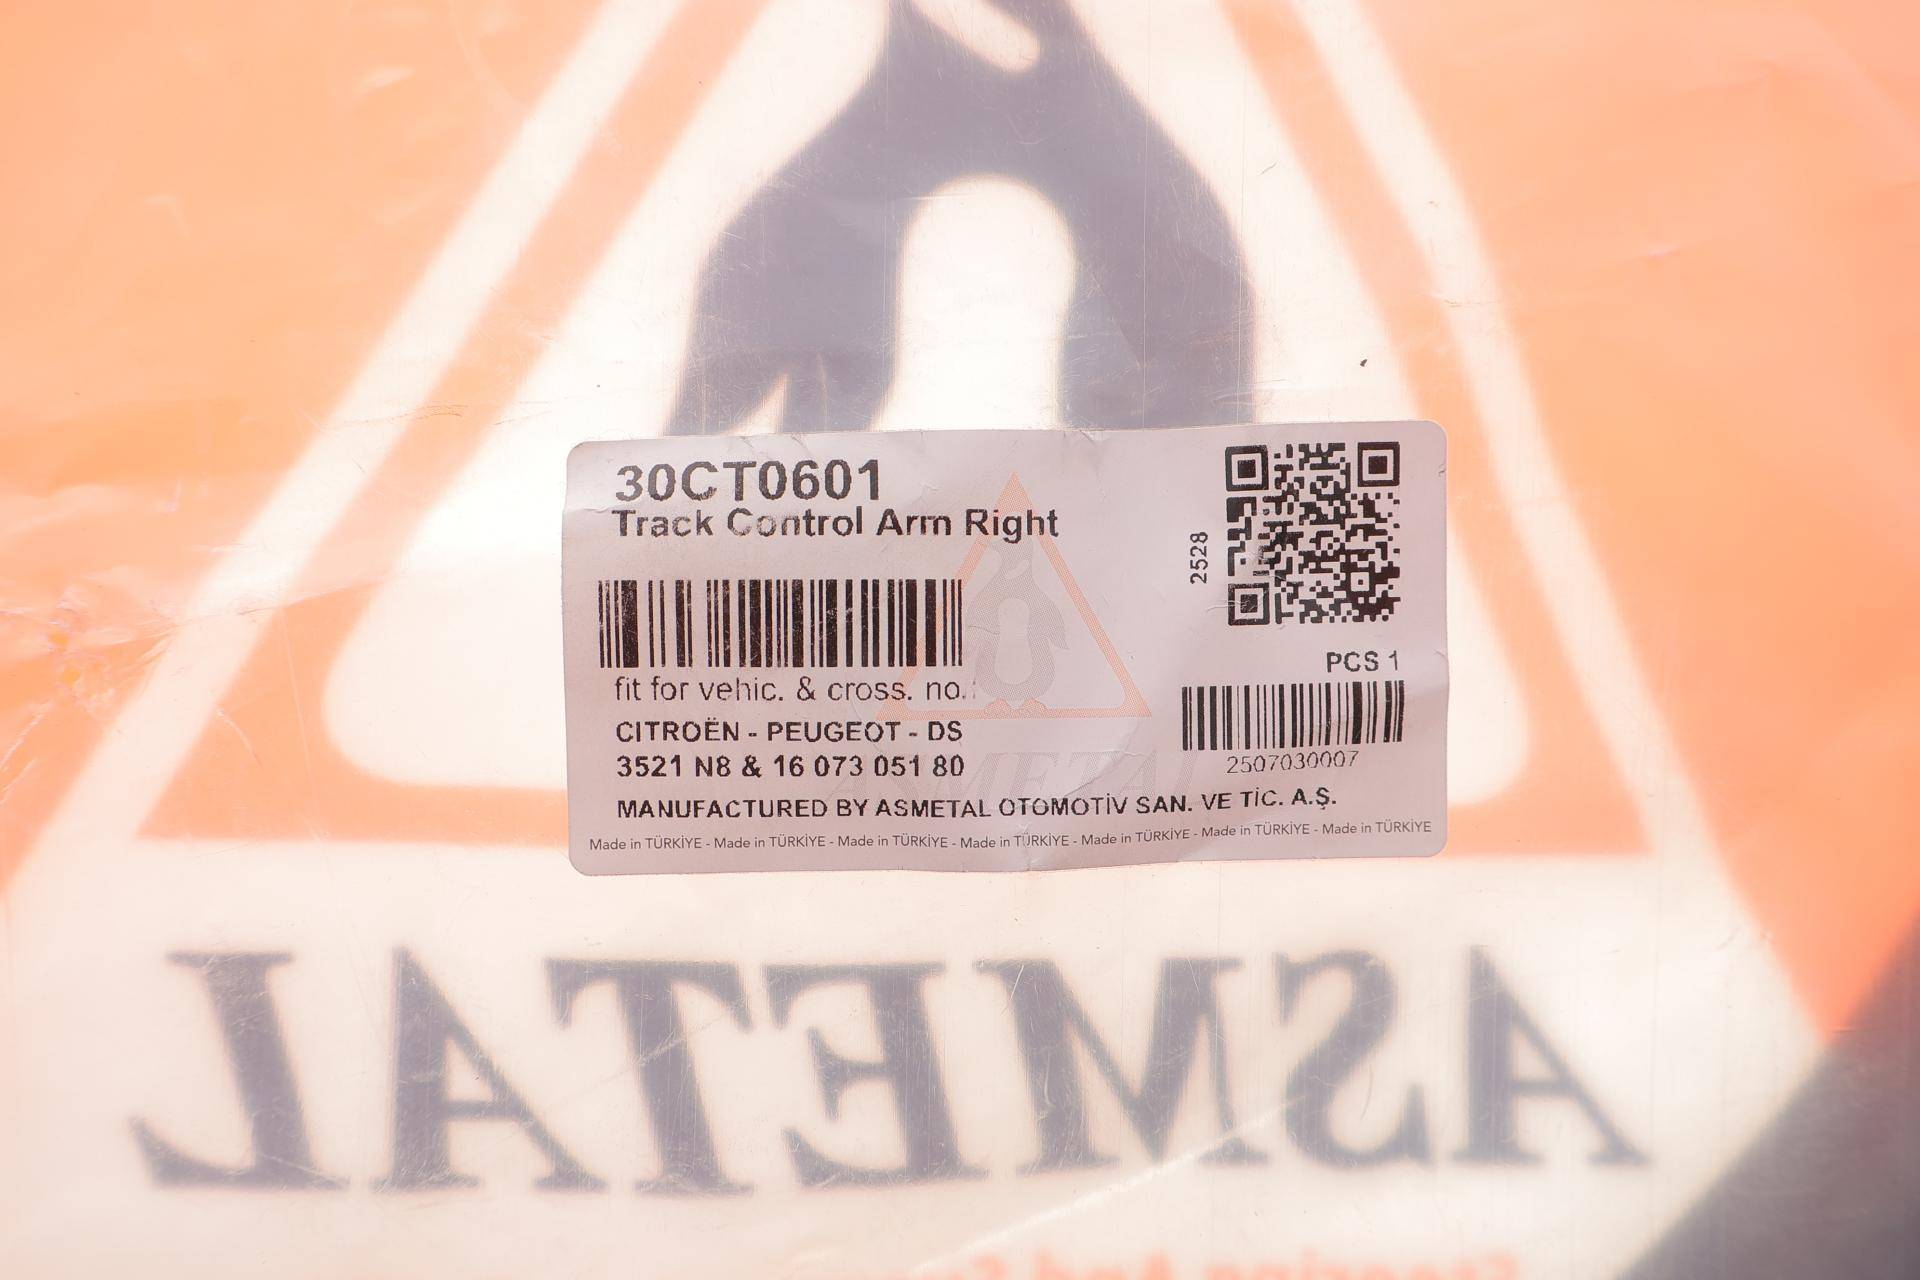 30CT0601
Track Control Arm Right
2528
PCS 1
fit for vehic. & cross. no.:
CITROËN - PEUGEOT - DS
3521 N8 & 16 073 051 80
2507030007
MANUFACTURED BY ASMETAL OTOMOTİV SAN. VE TİC. A.Ş.
Made in TÜRKİYE - Made in TÜRKİYE - Made in TÜRKİYE - Made in TÜRKİYE - Made in TÜRKİYE - Made in TÜRKİYE - Made in TÜRKİYE
ASMETAL
ASMETAL
Steering And